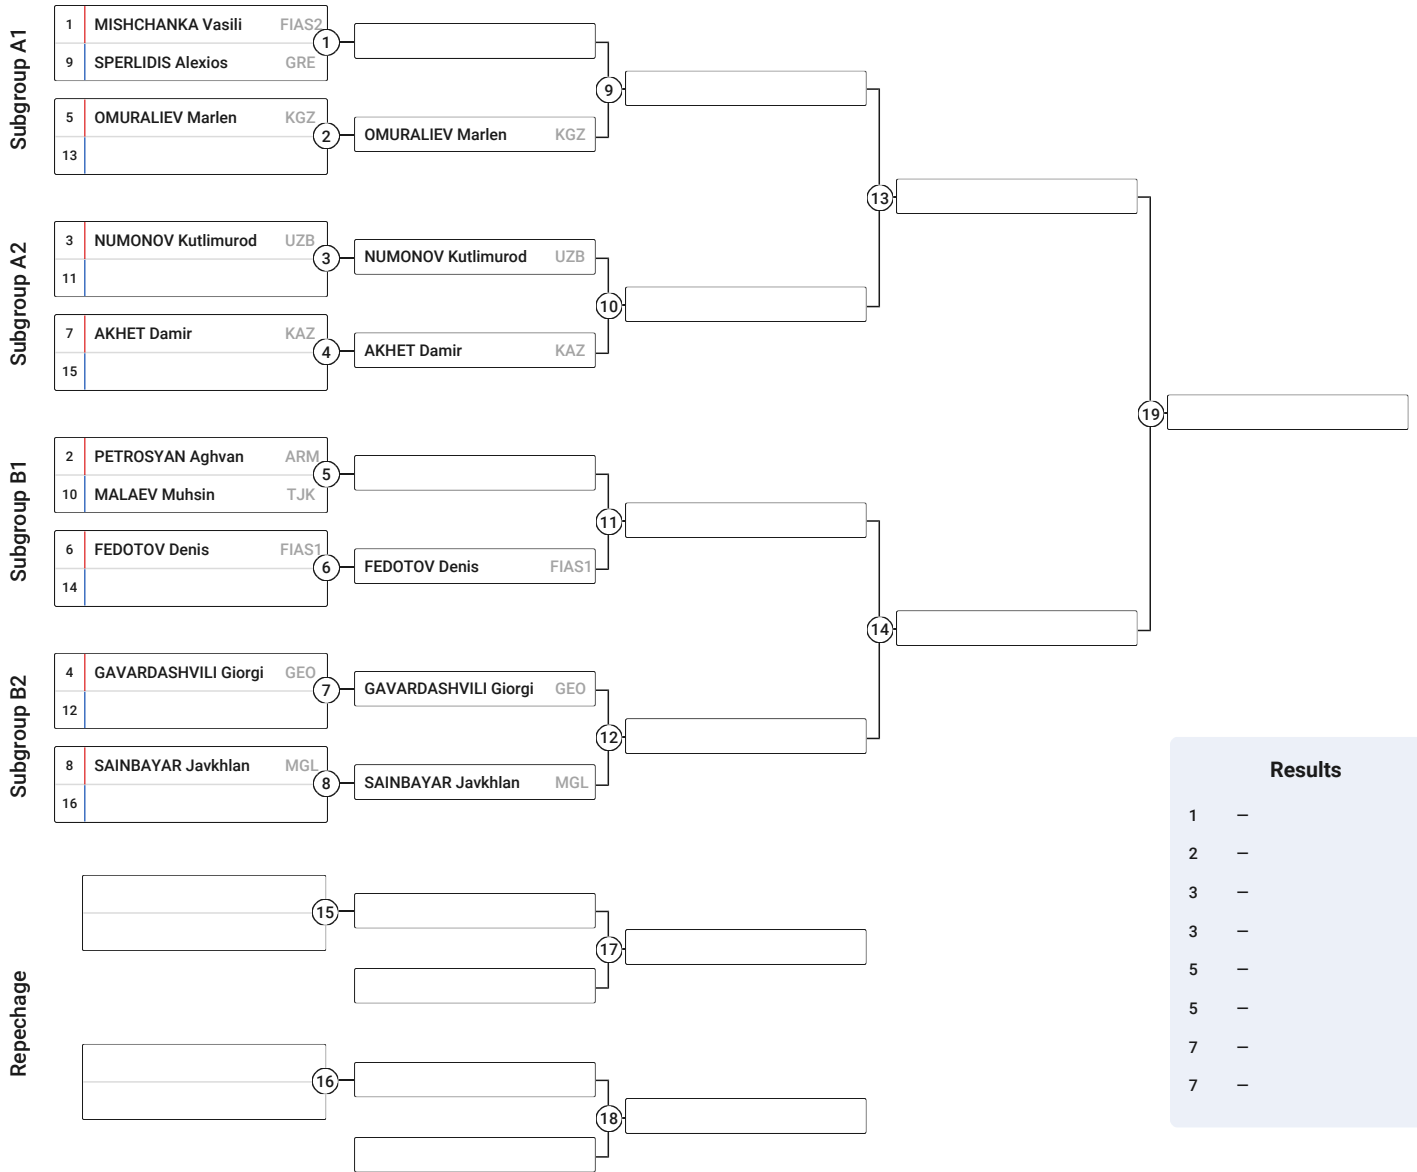 Subgroup A1
1 MISHCHANKA Vasili FIAS2
9 SPERLIDIS Alexios GRE
1
5 OMURALIEV Marlen KGZ
13
2
OMURALIEV Marlen KGZ
9
Subgroup A2
3 NUMONOV Kutlimurod UZB
11
3
NUMONOV Kutlimurod UZB
7 AKHET Damir KAZ
15
4
AKHET Damir KAZ
10
13
Subgroup B1
2 PETROSYAN Aghvan ARM
10 MALAEV Muhsin TJK
5
6 FEDOTOV Denis FIAS1
14
6
FEDOTOV Denis FIAS1
11
Subgroup B2
4 GAVARDASHVILI Giorgi GEO
12
7
GAVARDASHVILI Giorgi GEO
8 SAINBAYAR Javkhlan MGL
16
8
SAINBAYAR Javkhlan MGL
12
14
19
Repechage
15
17
16
18
Results
1 –
2 –
3 –
3 –
5 –
5 –
7 –
7 –